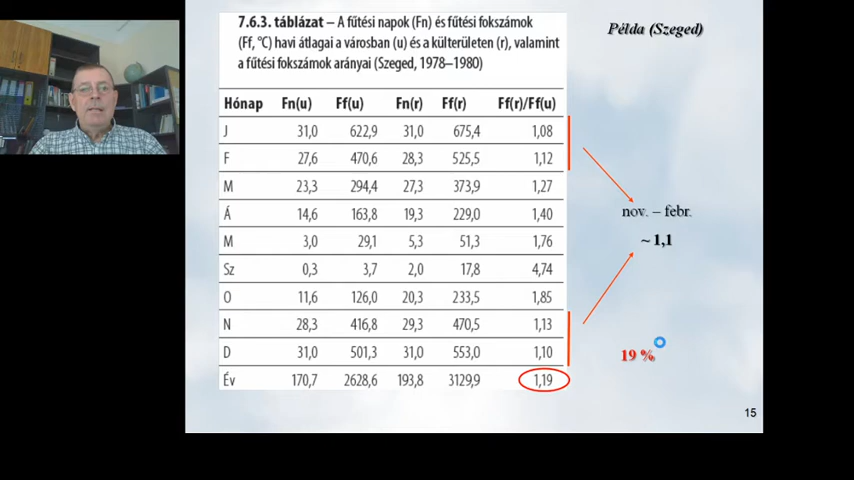 7.6.3. táblázat – A fűtési napok (Fn) és fűtési fokszámok
(Ff, °C) havi átlagai a városban (u) és a külterületen (r), valamint
a fűtési fokszámok arányai (Szeged, 1978–1980)
Példa (Szeged)
Hónap Fn(u) Ff(u) Fn(r) Ff(r) Ff(r)/Ff(u)
J 31,0 622,9 31,0 675,4 1,08
F 27,6 470,6 28,3 525,5 1,12
M 23,3 294,4 27,3 373,9 1,27
Á 14,6 163,8 19,3 229,0 1,40
M 3,0 29,1 5,3 51,3 1,76
Sz 0,3 3,7 2,0 17,8 4,74
O 11,6 126,0 20,3 233,5 1,85
N 28,3 416,8 29,3 470,5 1,13
D 31,0 501,3 31,0 553,0 1,10
Év 170,7 2628,6 193,8 3129,9 1,19
nov. – febr.
~ 1,1
19 %
15